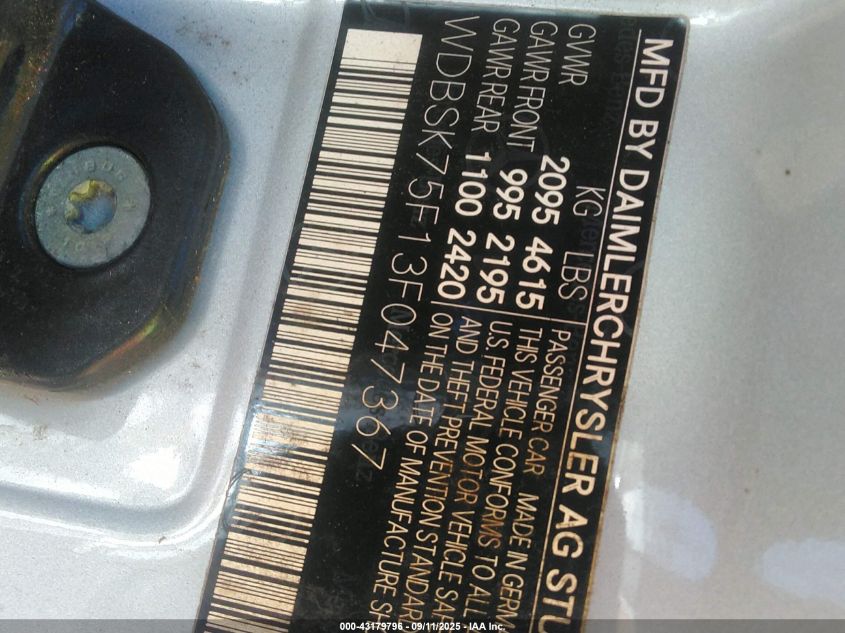 MFD BY DAIMLERCHRYSLER AG STU
KG LBS
GVWR 2095 4615
GAWR FRONT 995 2195
GAWR REAR 1100 2420
PASSENGER CAR MADE IN GERM
THIS VEHICLE CONFORMS TO ALL
US. FEDERAL MOTOR VEHICLE SA
AND THEFT PREVENTION STANDAR
ON THE DATE OF MANUFACTURE SH
WDBSK75F13F047367
000-43179796 - 09/11/2025 - IAA Inc.